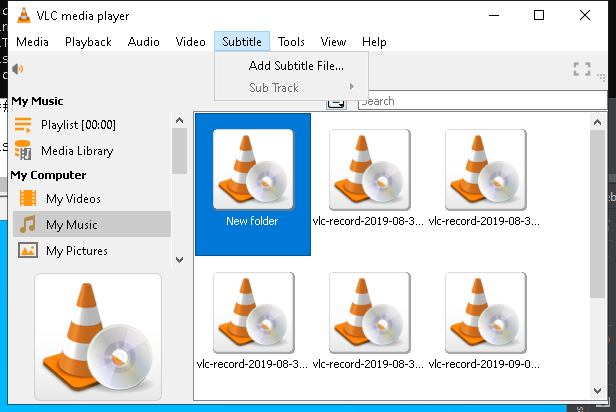 VLC media player
Media Playback Audio Video Subtitle Tools View Help
Add Subtitle File...
Sub Track
Search
My Music
Playlist [00:00]
Media Library
My Computer
My Videos
My Music
My Pictures
New folder
vlc-record-2019-08-3...
vlc-record-2019-08-3...
vlc-record-2019-08-3...
vlc-record-2019-08-3...
vlc-record-2019-09-0...